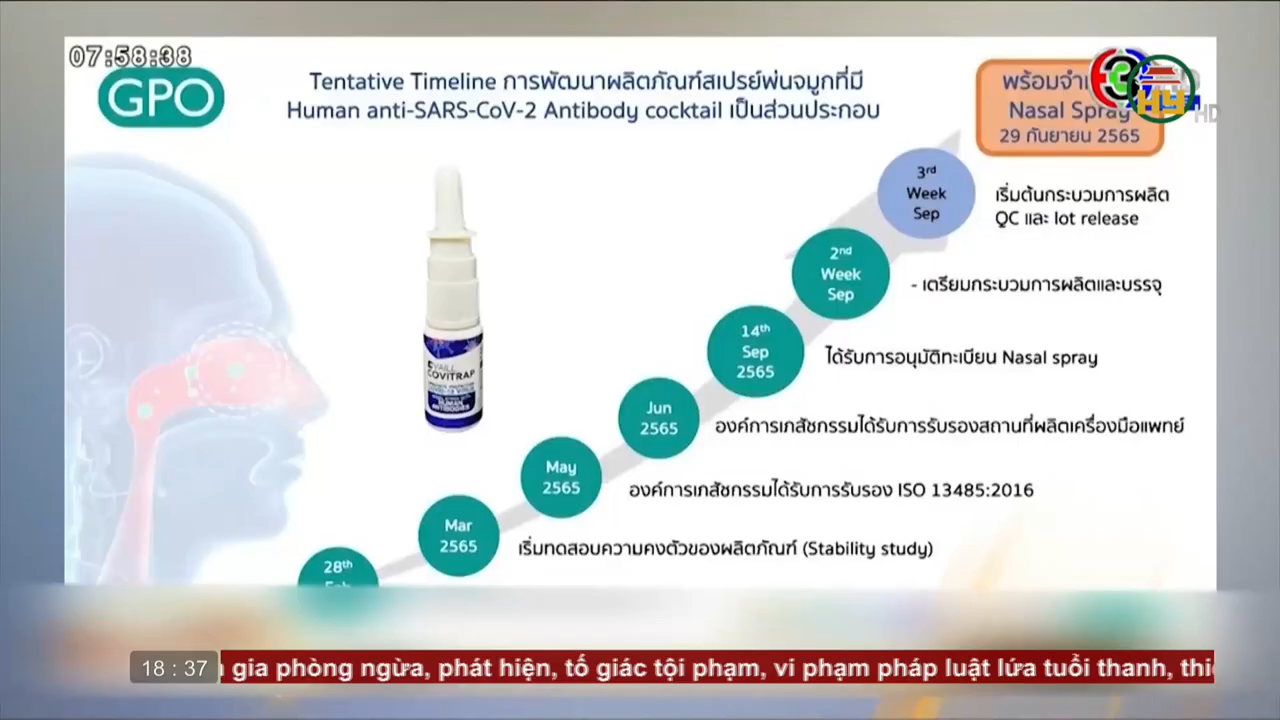 07:58:38
GPO
Tentative Timeline การพัฒนาผลิตภัณฑ์สเปรย์พ่นจมูกที่มี
Human anti-SARS-CoV-2 Antibody cocktail เป็นส่วนประกอบ
Nasal Spray
29 กันยายน 2565
3
HD
3rd
Week
Sep
เริ่มต้นกระบวนการผลิต
QC และ lot release
2nd
Week
Sep
- เตรียมกระบวนการผลิตและบรรจุ
14th
Sep
2565
ได้รับการอนุมัติทะเบียน Nasal spray
Jun
2565
องค์การเภสัชกรรมได้รับการรับรองสถานที่ผลิตเครื่องมือแพทย์
May
2565
องค์การเภสัชกรรมได้รับการรับรอง ISO 13485:2016
Mar
2565
เริ่มทดสอบความคงตัวของผลิตภัณฑ์ (Stability study)
28th
COVITRAP
HUMAN
ANTIBODIES
18 : 37
gia phòng ngừa, phát hiện, tố giác tội phạm, vi phạm pháp luật lứa tuổi thanh,